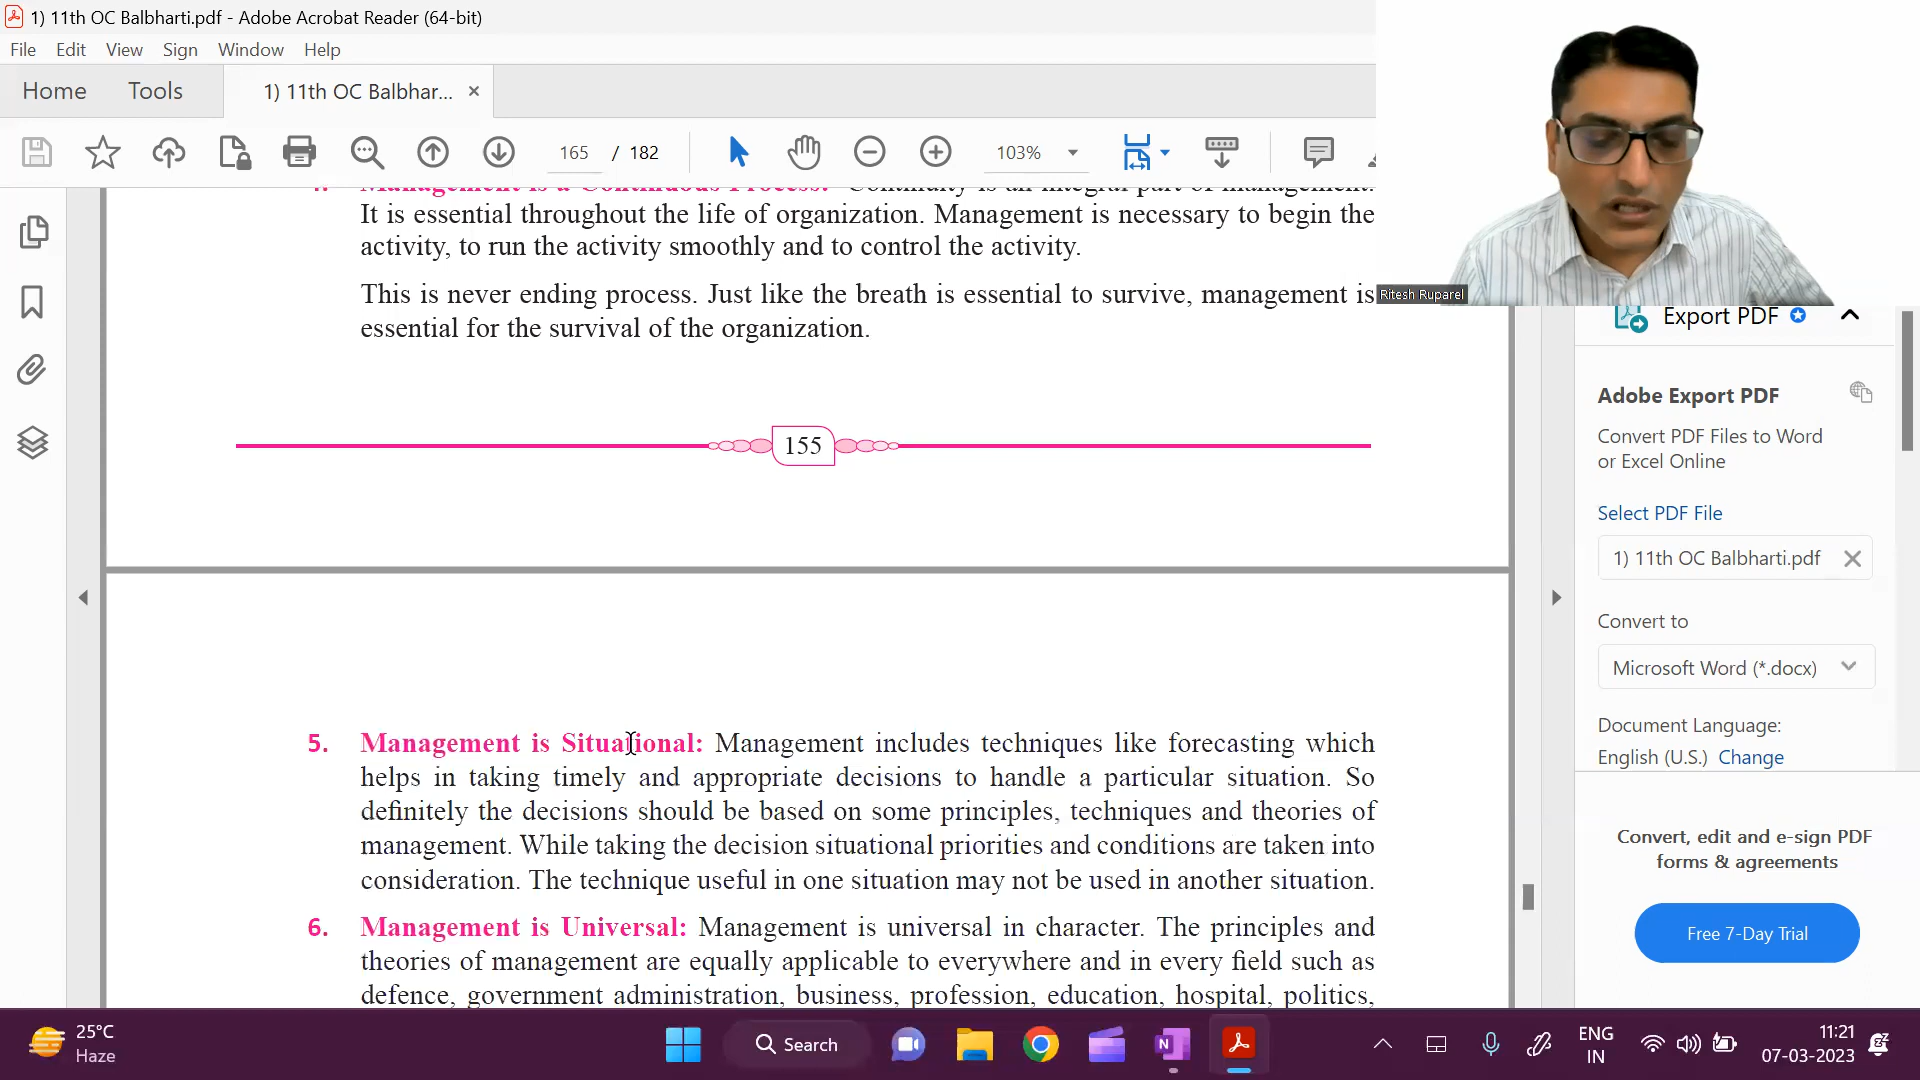 1) 11th OC Balbharti.pdf - Adobe Acrobat Reader (64-bit)
File Edit View Sign Window Help
Home Tools 1) 11th OC Balbhar... ×
165 / 182 103%
Management is a Continuous Process: Continuity is an integral part of management.
It is essential throughout the life of organization. Management is necessary to begin the
activity, to run the activity smoothly and to control the activity.
This is never ending process. Just like the breath is essential to survive, management is
essential for the survival of the organization.
155
5. Management is Situational: Management includes techniques like forecasting which
helps in taking timely and appropriate decisions to handle a particular situation. So
definitely the decisions should be based on some principles, techniques and theories of
management. While taking the decision situational priorities and conditions are taken into
consideration. The technique useful in one situation may not be used in another situation.
6. Management is Universal: Management is universal in character. The principles and
theories of management are equally applicable to everywhere and in every field such as
defence, government administration, business, profession, education, hospital, politics,
Ritesh Ruparel
Export PDF
Adobe Export PDF
Convert PDF Files to Word
or Excel Online
Select PDF File
1) 11th OC Balbharti.pdf
Convert to
Microsoft Word (*.docx)
Document Language:
English (U.S.) Change
Convert, edit and e-sign PDF
forms & agreements
Free 7-Day Trial
25°C
Haze
Search
ENG
IN
11:21
07-03-2023